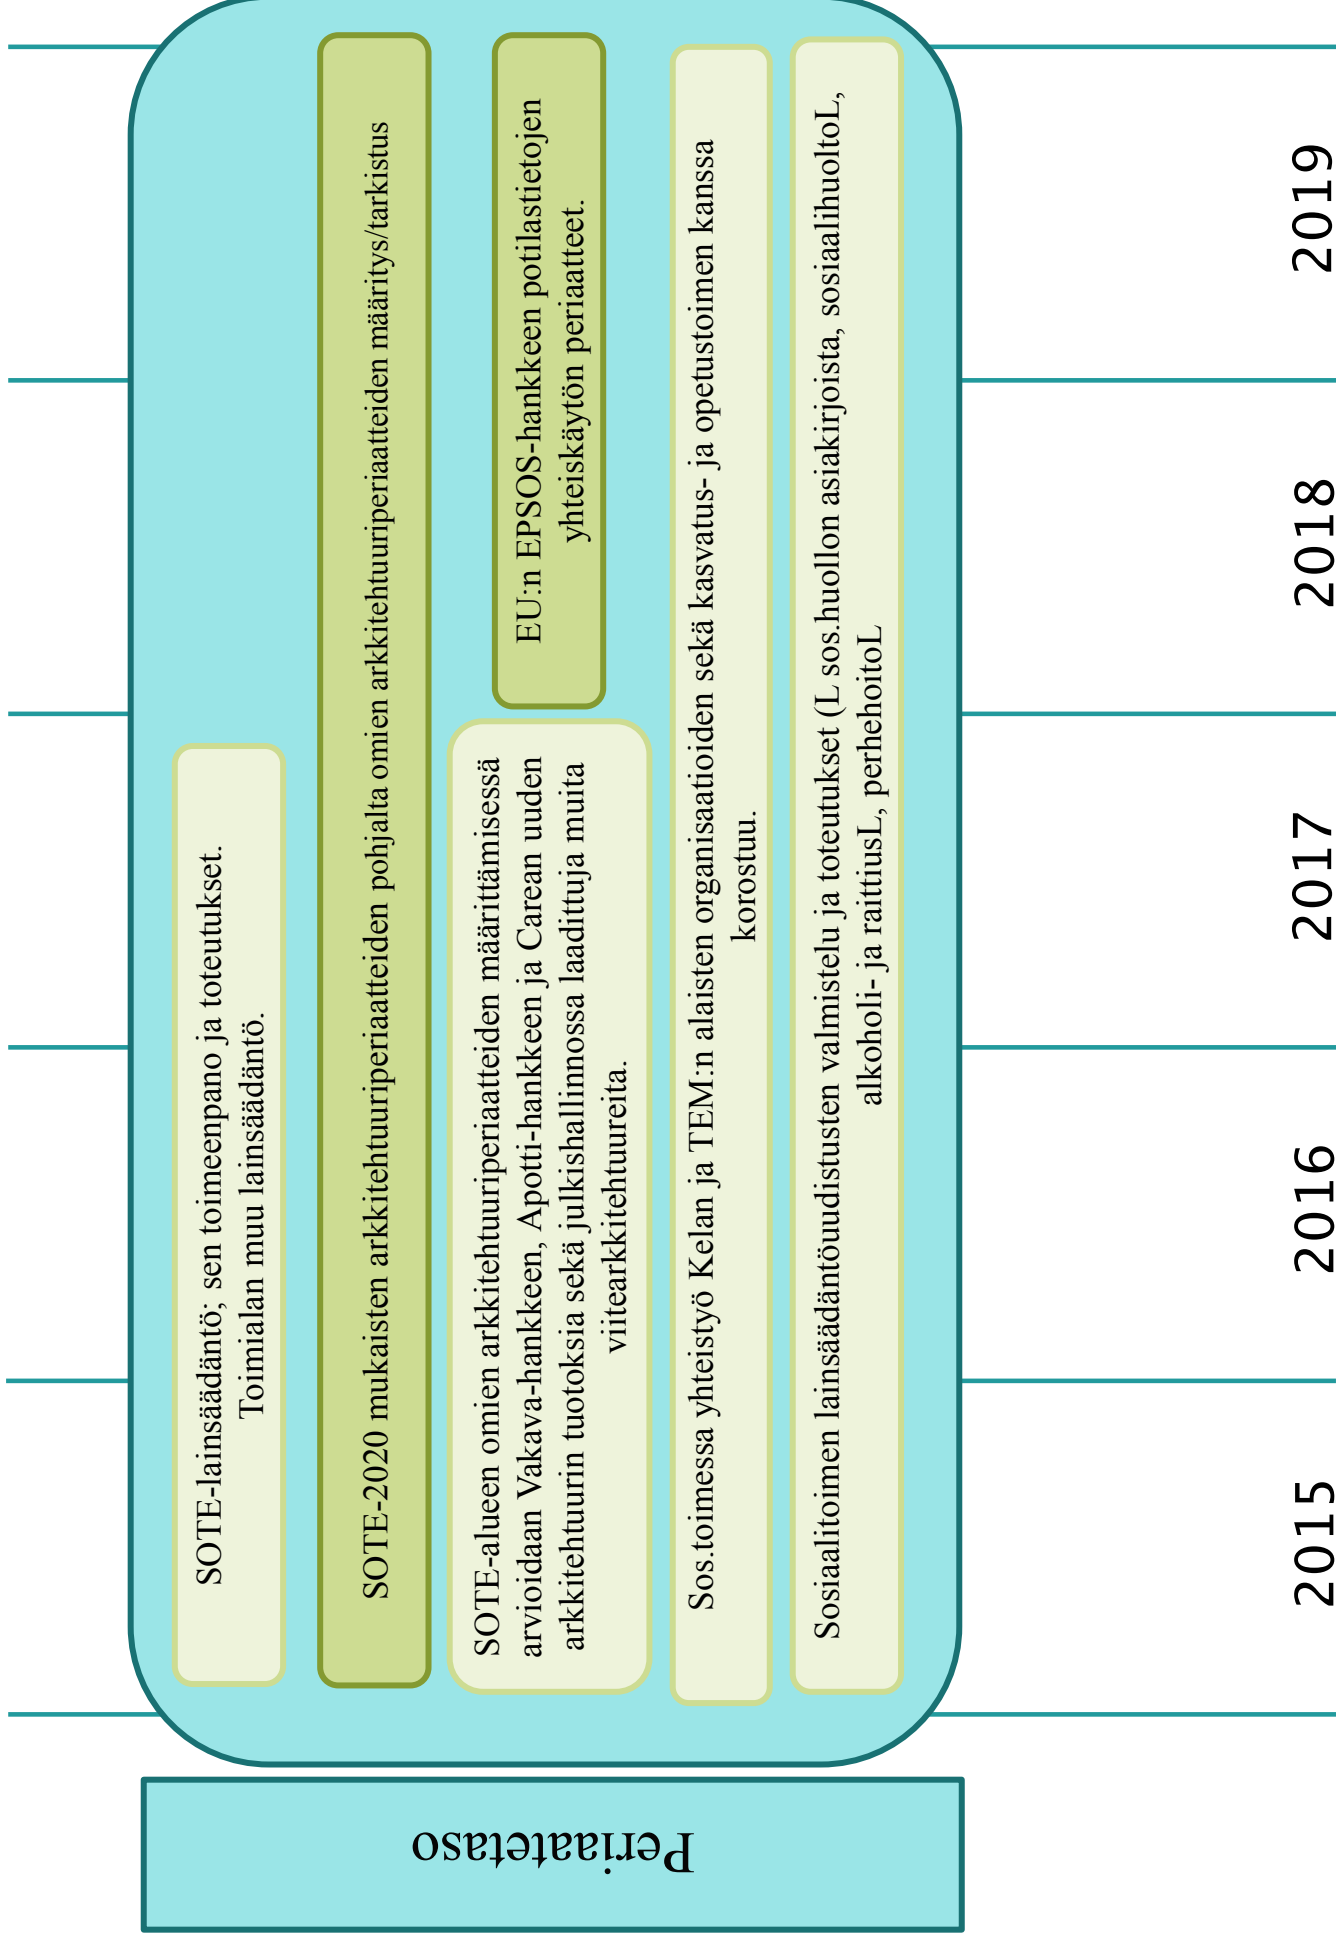 Periaatetaso
SOTE-lainsäädäntö; sen toimeenpano ja toteutukset.
Toimialan muu lainsäädäntö.
SOTE-2020 mukaisten arkkitehtuuriperiaatteiden pohjalta omien arkkitehtuuriperiaatteiden määritys/tarkistus
SOTE-alueen omien arkkitehtuuriperiaatteiden määrittämisessä
arvioidaan Vakava-hankkeen, Apotti-hankkeen ja Carean uuden
arkkitehtuurin tuotoksia sekä julkishallinnossa laadittuja muita
viitearkkitehtuureita.
EU:n EPSOS-hankkeen potilastietojen
yhteiskäytön periaatteet.
Sos.toimessa yhteistyö Kelan ja TEM:n alaisten organisaatioiden sekä kasvatus- ja opetustoimen kanssa
korostuu.
Sosiaalitoimen lainsäädäntöuudistusten valmistelu ja toteutukset (L sos.huollon asiakirjoista, sosiaalihuoltoL,
alkoholi- ja raittiusL, perhehoitoL
2015
2016
2017
2018
2019